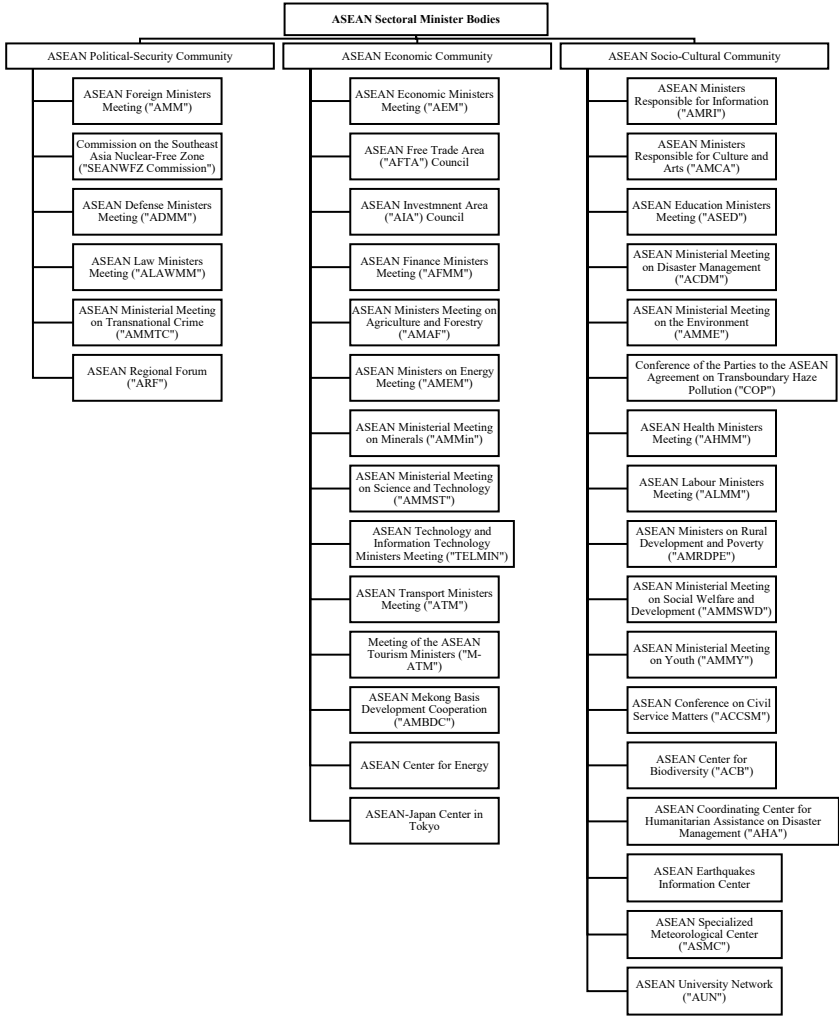 ASEAN Sectoral Minister Bodies
ASEAN Political-Security Community
ASEAN Foreign Ministers
Meeting ("AMM")
Commission on the Southeast
Asia Nuclear-Free Zone
("SEANWFZ Commission")
ASEAN Defense Ministers
Meeting ("ADMM")
ASEAN Law Ministers
Meeting ("ALAWMM")
ASEAN Ministerial Meeting
on Transnational Crime
("AMMTC")
ASEAN Regional Forum
("ARF")
ASEAN Economic Community
ASEAN Economic Ministers
Meeting ("AEM")
ASEAN Free Trade Area
("AFTA") Council
ASEAN Investmnent Area
("AIA") Council
ASEAN Finance Ministers
Meeting ("AFMM")
ASEAN Ministers Meeting on
Agriculture and Forestry
("AMAF")
ASEAN Ministers on Energy
Meeting ("AMEM")
ASEAN Ministerial Meeting
on Minerals ("AMMin")
ASEAN Ministerial Meeting
on Science and Technology
("AMMST")
ASEAN Technology and
Information Technology
Ministers Meeting ("TELMIN")
ASEAN Transport Ministers
Meeting ("ATM")
Meeting of the ASEAN
Tourism Ministers ("M-
ATM")
ASEAN Mekong Basis
Development Cooperation
("AMBDC")
ASEAN Center for Energy
ASEAN-Japan Center in
Tokyo
ASEAN Socio-Cultural Community
ASEAN Ministers
Responsible for Information
("AMRI")
ASEAN Ministers
Responsible for Culture and
Arts ("AMCA")
ASEAN Education Ministers
Meeting ("ASED")
ASEAN Ministerial Meeting
on Disaster Management
("ACDM")
ASEAN Ministerial Meeting
on the Environment
("AMME")
Conference of the Parties to the ASEAN
Agreement on Transboundary Haze
Pollution ("COP")
ASEAN Health Ministers
Meeting ("AHMM")
ASEAN Labour Ministers
Meeting ("ALMM")
ASEAN Ministers on Rural
Development and Poverty
("AMRDPE")
ASEAN Ministerial Meeting
on Social Welfare and
Development ("AMMSWD")
ASEAN Ministerial Meeting
on Youth ("AMMY")
ASEAN Conference on Civil
Service Matters ("ACCSM")
ASEAN Center for
Biodiversity ("ACB")
ASEAN Coordinating Center for
Humanitarian Assistance on Disaster
Management ("AHA")
ASEAN Earthquakes
Information Center
ASEAN Specialized
Meteorological Center
("ASMC")
ASEAN University Network
("AUN")